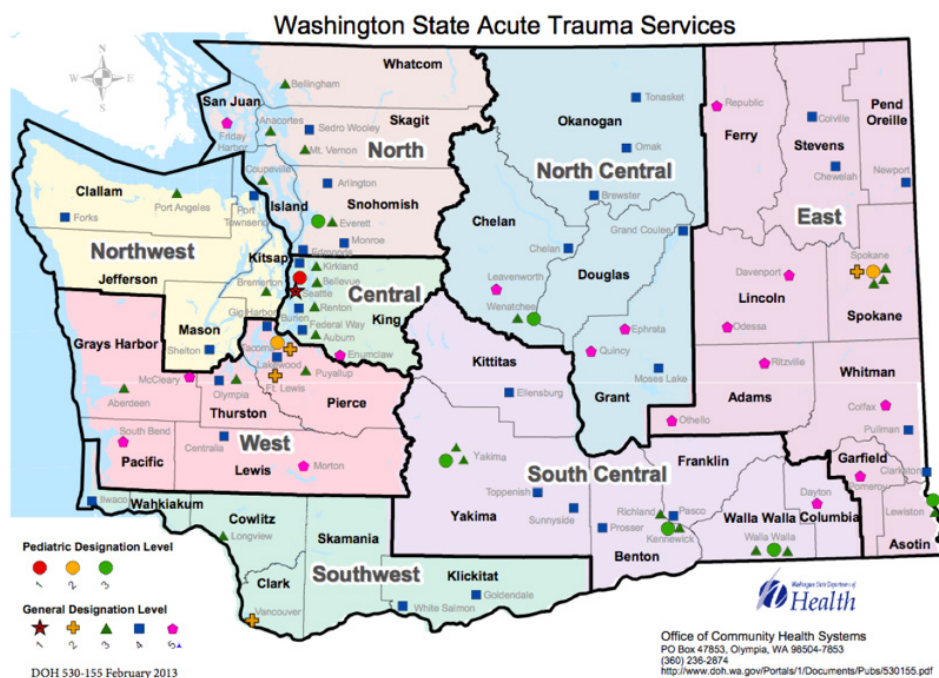 Washington State Acute Trauma Services
Whatcom
Bellingham
San Juan
Friday
Harbor
Anacortes
Sedro Wooley
Skagit
Mt. Vernon
North
Coupeville
Arlington
Island
Snohomish
Everett
Monroe
Edmonds
Clallam
Port Angeles
Forks
Port
Townsend
Northwest
Jefferson
Kitsap
Bremerton
Mason
Shelton
Gig Harbor
Kirkland
Bellevue
Seattle
Central
Renton
King
Burien
Federal Way
Auburn
Enumclaw
Grays Harbor
McCleary
Aberdeen
Olympia
Thurston
Tacoma
Lakewood
Ft. Lewis
Puyallup
Pierce
South Bend
Pacific
Centralia
West
Lewis
Morton
Ilwaco
Wahkiakum
Cowlitz
Longview
Skamania
Clark
Southwest
Vancouver
Klickitat
Goldendale
White Salmon
Okanogan
Tonasket
Omak
North Central
Brewster
Chelan
Chelan
Grand Coulee
Douglas
Leavenworth
Wenatchee
Ephrata
Quincy
Moses Lake
Grant
Kittitas
Ellensburg
Yakima
South Central
Toppenish
Yakima
Sunnyside
Franklin
Richland
Pasco
Prosser
Kennewick
Benton
Walla Walla
Walla Walla
Dayton
Columbia
Republic
Ferry
Colville
Stevens
Chewelah
Pend
Oreille
Newport
East
Spokane
Davenport
Lincoln
Odessa
Spokane
Ritzville
Adams
Othello
Whitman
Colfax
Pullman
Garfield
Pomeroy
Clarkston
Lewiston
Asotin
Pediatric Designation Level
1 2 3
General Designation Level
1 2 3 4 5
DOH 530-155 February 2013
Washington State Department of
Health
Office of Community Health Systems
PO Box 47853, Olympia, WA 98504-7853
(360) 236-2874
http://www.doh.wa.gov/Portals/1/Documents/Pubs/530155.pdf